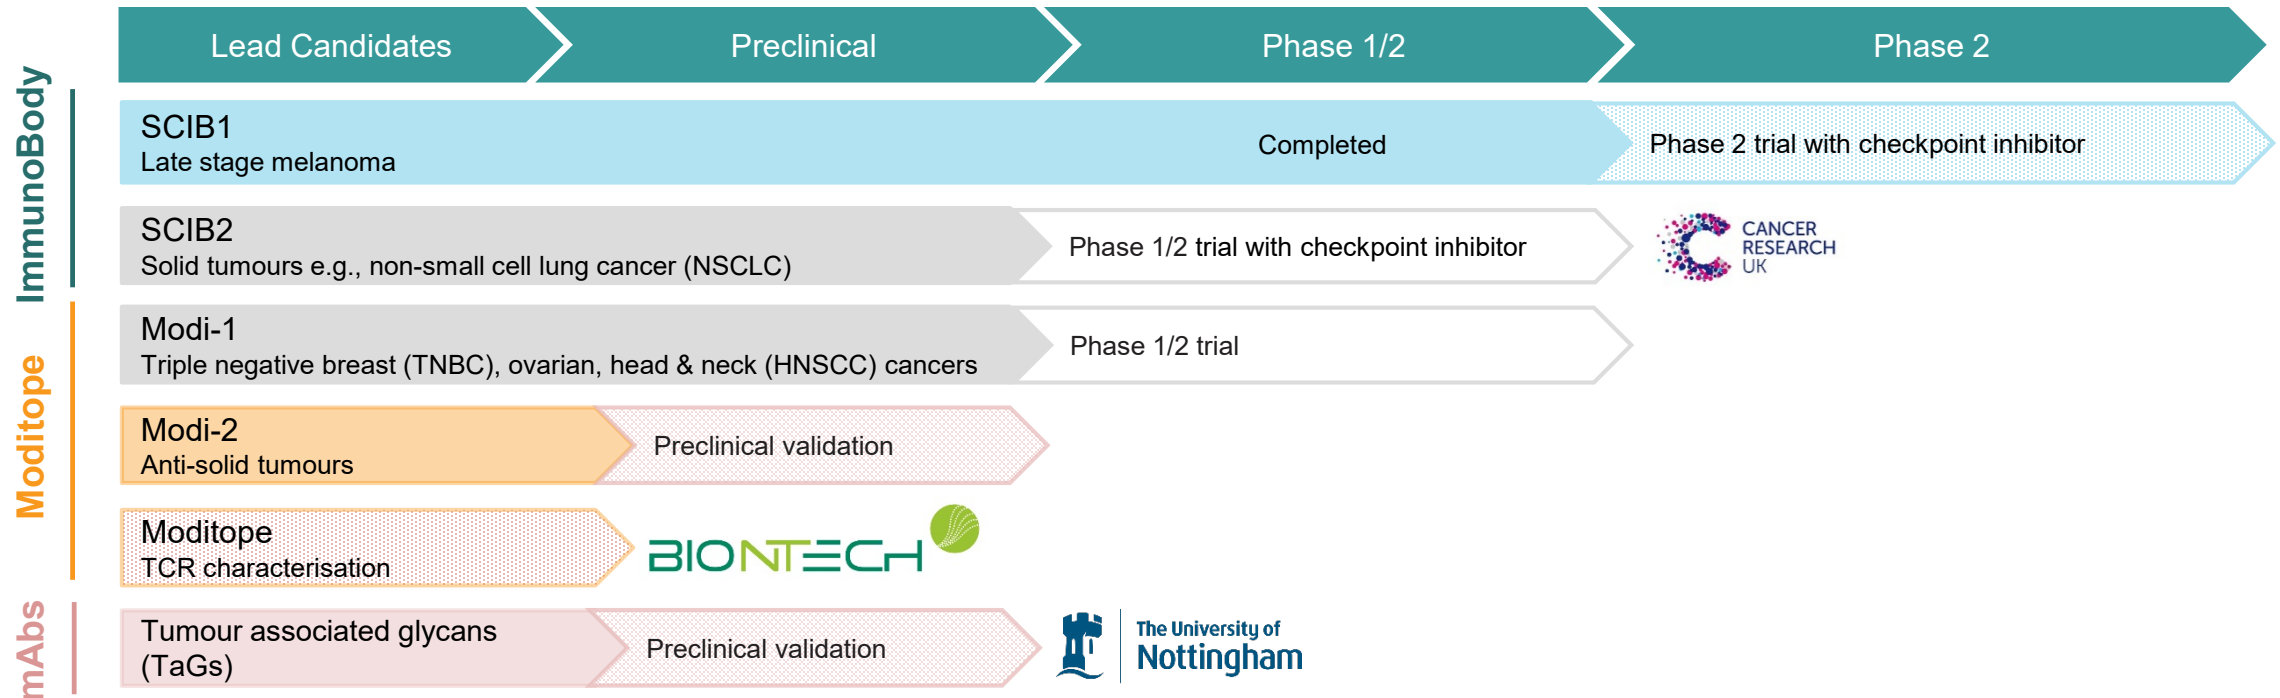 Lead Candidates
Preclinical
Phase 1/2
Phase 2
ImmunoBody
SCIB1
Late stage melanoma
Completed
Phase 2 trial with checkpoint inhibitor
SCIB2
Solid tumours e.g., non-small cell lung cancer (NSCLC)
Phase 1/2 trial with checkpoint inhibitor
CANCER
RESEARCH
UK
Moditope
Modi-1
Triple negative breast (TNBC), ovarian, head & neck (HNSCC) cancers
Phase 1/2 trial
Modi-2
Anti-solid tumours
Preclinical validation
Moditope
TCR characterisation
BIONTECH
mAbs
Tumour associated glycans
(TaGs)
Preclinical validation
The University of
Nottingham